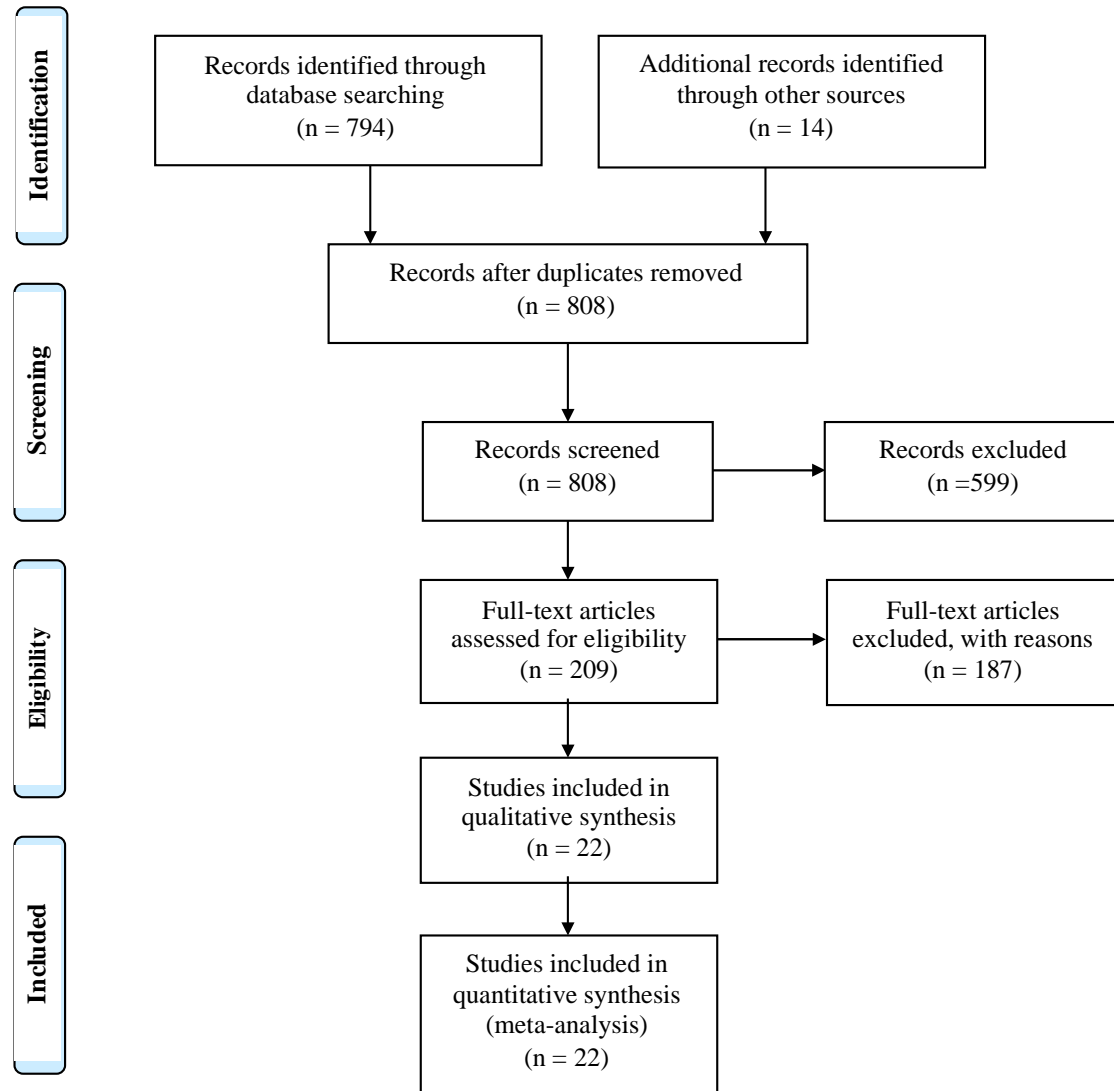 Identification
Records identified through
database searching
(n = 794)
Additional records identified
through other sources
(n = 14)
Records after duplicates removed
(n = 808)
Screening
Records screened
(n = 808)
Records excluded
(n =599)
Eligibility
Full-text articles
assessed for eligibility
(n = 209)
Full-text articles
excluded, with reasons
(n = 187)
Studies included in
qualitative synthesis
(n = 22)
Included
Studies included in
quantitative synthesis
(meta-analysis)
(n = 22)